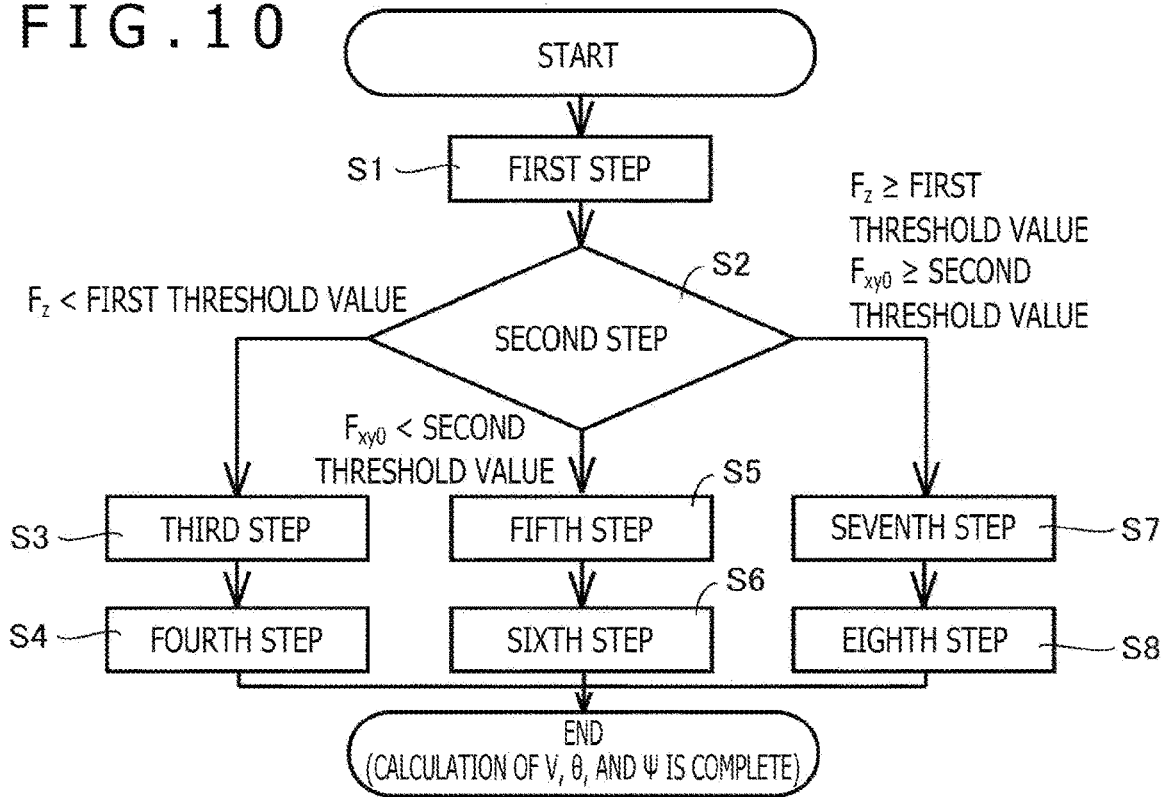 FIG.10
START
S1
FIRST STEP
F_z ≥ FIRST
THRESHOLD VALUE
F_xy0 ≥ SECOND
THRESHOLD VALUE
S2
F_z < FIRST THRESHOLD VALUE
SECOND STEP
F_xy0 < SECOND
THRESHOLD VALUE
S3
THIRD STEP
S5
FIFTH STEP
SEVENTH STEP
S7
S4
FOURTH STEP
S6
SIXTH STEP
EIGHTH STEP
S8
END
(CALCULATION OF V, θ, AND Ψ IS COMPLETE)